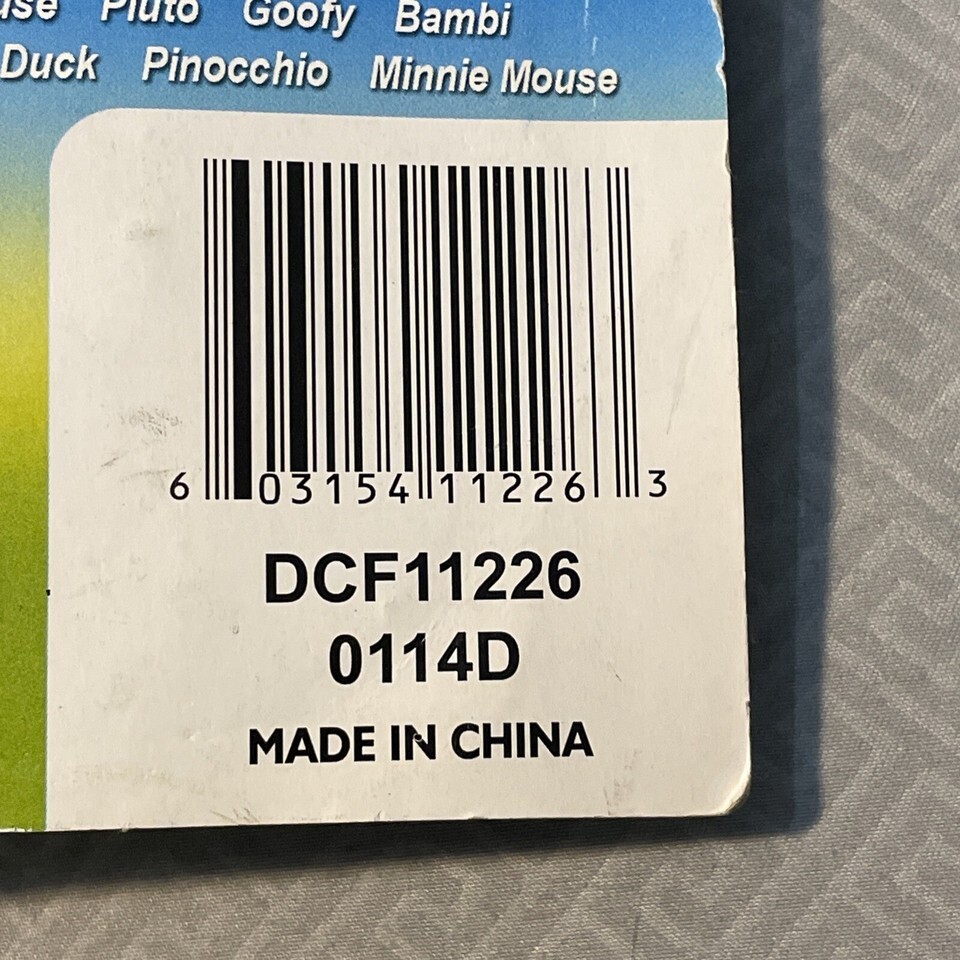 Pluto Goofy Bambi
Duck Pinocchio Minnie Mouse
6 03154 11226 3
DCF11226
0114D
MADE IN CHINA